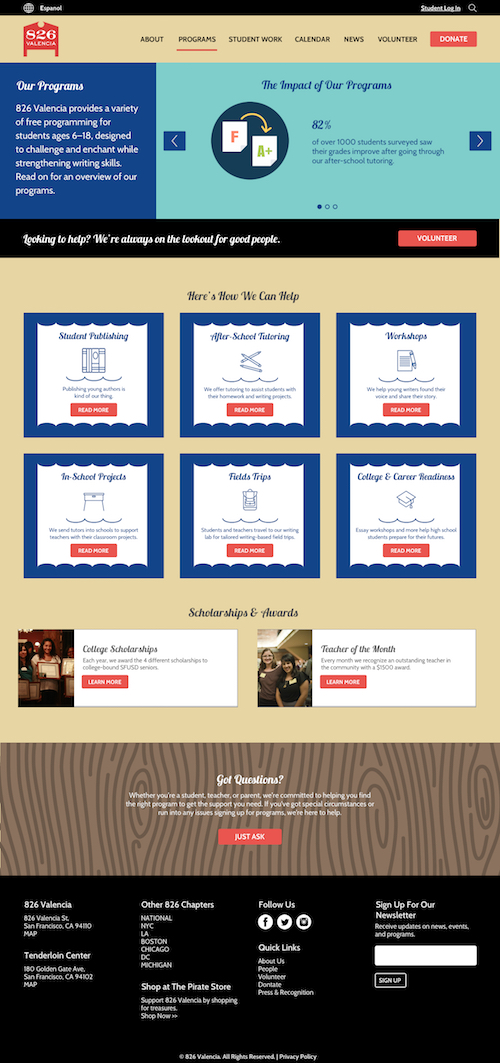 Espanol
Student Log In
826
VALENCIA
ABOUT
PROGRAMS
STUDENT WORK
CALENDAR
NEWS
VOLUNTEER
DONATE
Our Programs
826 Valencia provides a variety
of free programming for
students ages 6–18, designed
to challenge and enchant while
strengthening writing skills.
Read on for an overview of our
programs.
The Impact of Our Programs
F
A+
82%
of over 1000 students surveyed saw
their grades improve after going through
our after-school tutoring.
Looking to help? We're always on the lookout for good people.
VOLUNTEER
Here's How We Can Help
Student Publishing
Publishing young authors is
kind of our thing.
READ MORE
After-School Tutoring
We offer tutoring to assist students with
their homework and writing projects.
READ MORE
Workshops
We help young writers found their
voice and share their story.
READ MORE
In-School Projects
We send tutors into schools to support
teachers with their classroom projects.
READ MORE
Fields Trips
Students and teachers travel to our writing
lab for tailored writing-based field trips.
READ MORE
College & Career Readiness
Essay workshops and more help high school
students prepare for their futures.
READ MORE
Scholarships & Awards
College Scholarships
Each year, we award the 4 different scholarships to
college-bound SFUSD seniors.
LEARN MORE
Teacher of the Month
Every month we recognize an outstanding teacher in
the community with a $1500 award.
LEARN MORE
Got Questions?
Whether you're a student, teacher, or parent, we're committed to helping you find
the right program to get the support you need. If you've got special circumstances or
run into any issues signing up for programs, we're here to help.
JUST ASK
826 Valencia
826 Valencia St.
San Francisco, CA 94110
MAP
Tenderloin Center
180 Golden Gate Ave,
San Francisco, CA 94102
MAP
Other 826 Chapters
NATIONAL
NYC
LA
BOSTON
CHICAGO
DC
MICHIGAN
Shop at The Pirate Store
Support 826 Valencia by shopping
for treasures.
Shop Now >>
Follow Us
Quick Links
About Us
People
Volunteer
Dontate
Press & Recognition
Sign Up For Our
Newsletter
Receive updates on news, events,
and programs.
SIGN UP
© 826 Valencia. All Rights Reserved. | Privacy Policy